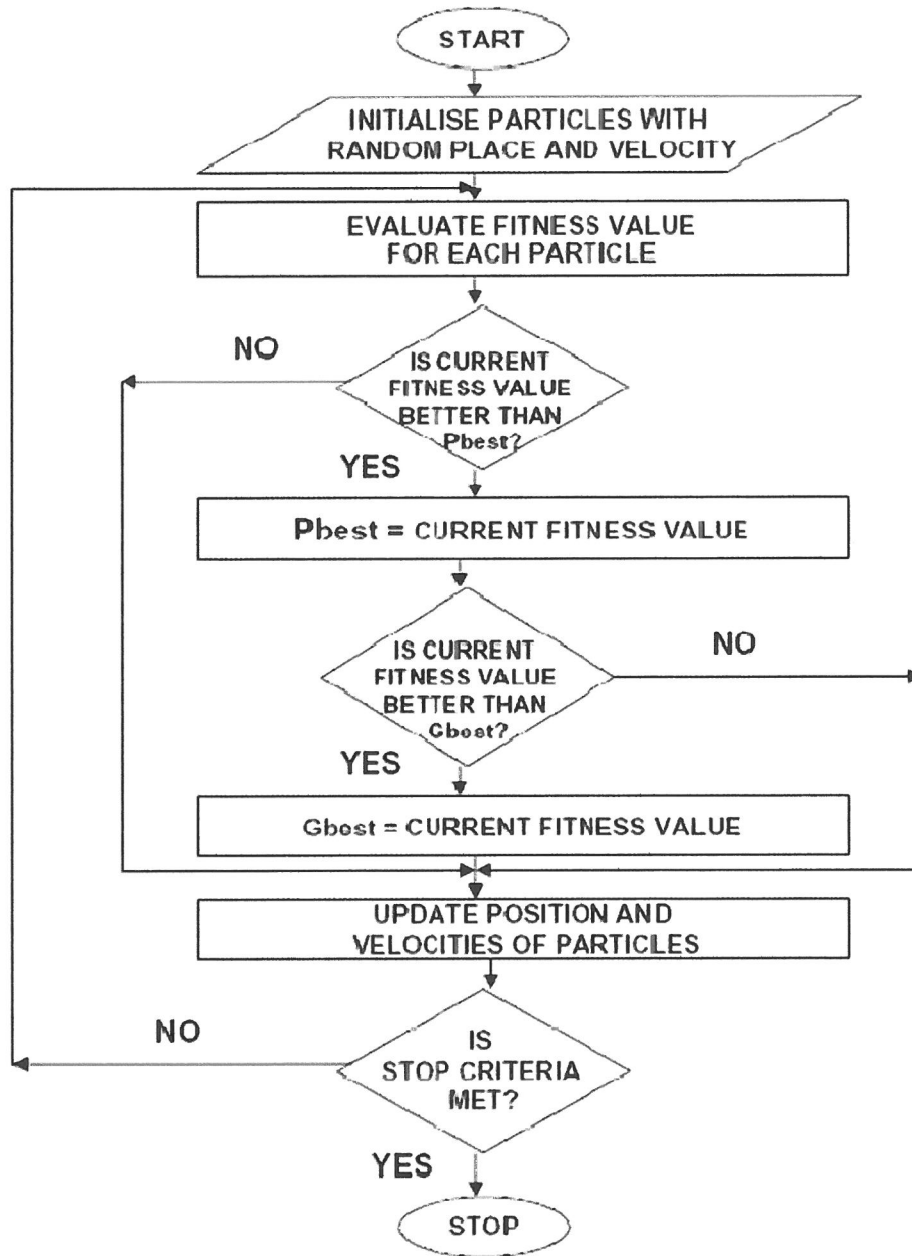 START
INITIALISE PARTICLES WITH
RANDOM PLACE AND VELOCITY
EVALUATE FITNESS VALUE
FOR EACH PARTICLE
NO
IS CURRENT
FITNESS VALUE
BETTER THAN
Pbest?
YES
Pbest = CURRENT FITNESS VALUE
IS CURRENT
FITNESS VALUE
BETTER THAN
Gbest?
NO
YES
Gbest = CURRENT FITNESS VALUE
UPDATE POSITION AND
VELOCITIES OF PARTICLES
NO
IS
STOP CRITERIA
MET?
YES
STOP